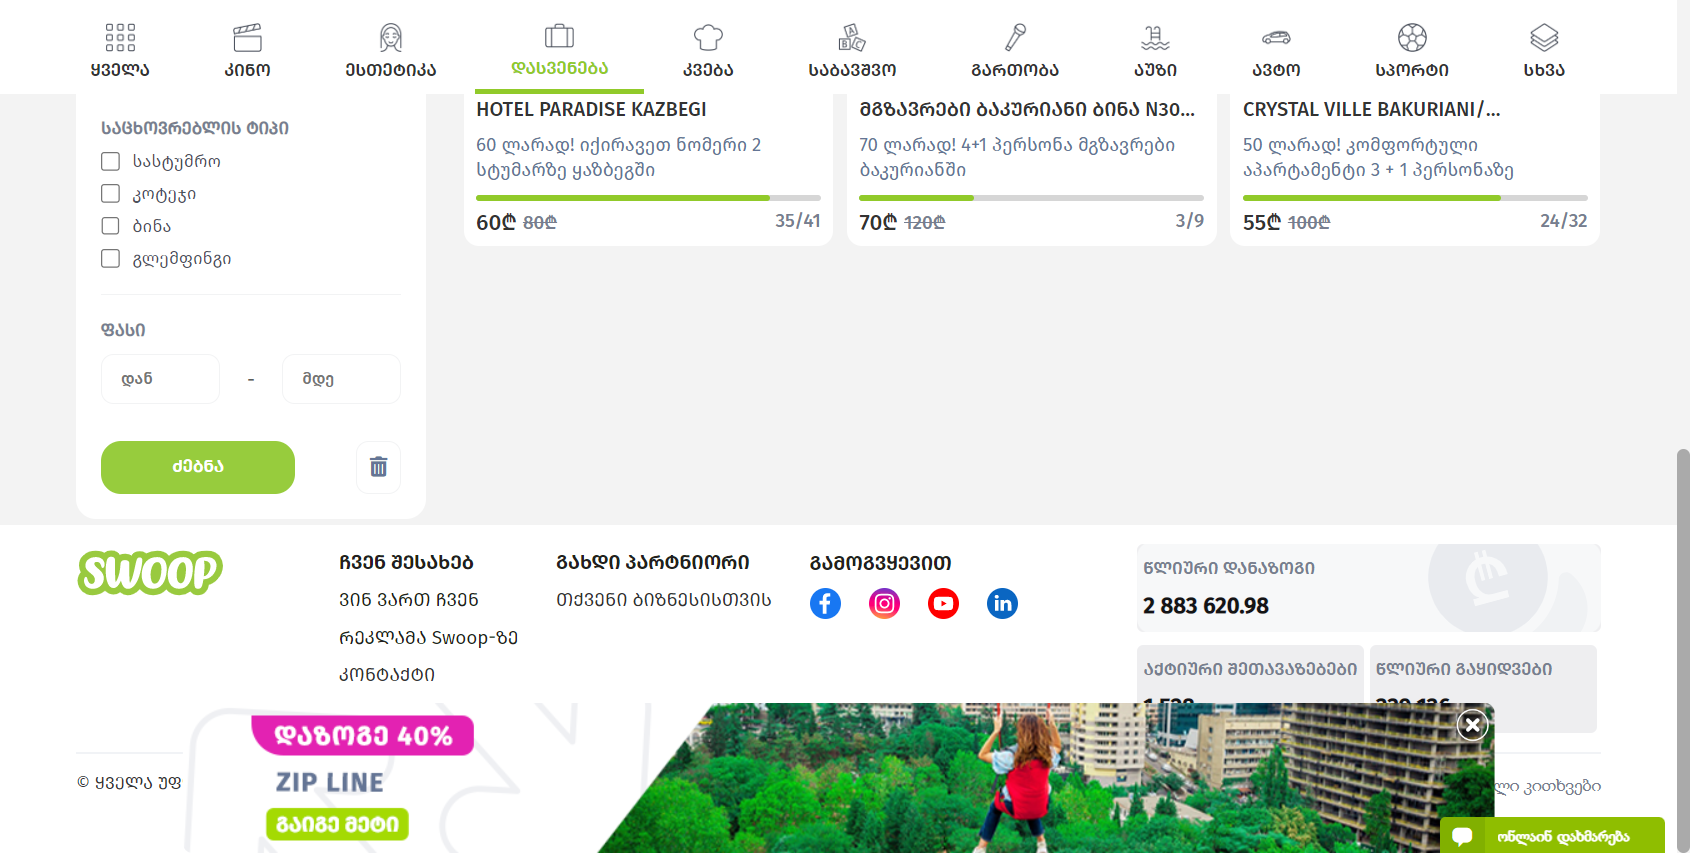 ყველა
კინო
ესთეტიკა
დასვენება
კვება
საბავშვო
გართობა
აუზი
ავტო
სპორტი
სხვა
საცხოვრებლის ტიპი
სასტუმრო
კოტეჯი
ბინა
გლემფინგი
ფასი
დან
-
მდე
ძებნა
HOTEL PARADISE KAZBEGI
60 ლარად! იქირავეთ ნომერი 2
სტუმარზე ყაზბეგში
60₾ 80₾ 35/41
მგზავრები ბაკურიანი ბინა N30...
70 ლარად! 4+1 პერსონა მგზავრები
ბაკურიანში
70₾ 120₾ 3/9
CRYSTAL VILLE BAKURIANI/...
50 ლარად! კომფორტული
აპარტამენტი 3 + 1 პერსონაზე
55₾ 100₾ 24/32
SWOOP
ჩვენ შესახებ
ვინ ვართ ჩვენ
რეკლამა Swoop-ზე
კონტაქტი
გახდი პარტნიორი
თქვენი ბიზნესისთვის
გამოგვყევით
წლიური დანაზოგი
2 883 620.98
აქტიური შეთავაზებები
წლიური გაყიდვები
© ყველა უფ
დაზოგე 40%
ZIP LINE
გაიგე მეტი
ლი კითხვები
ონლაინ დახმარება